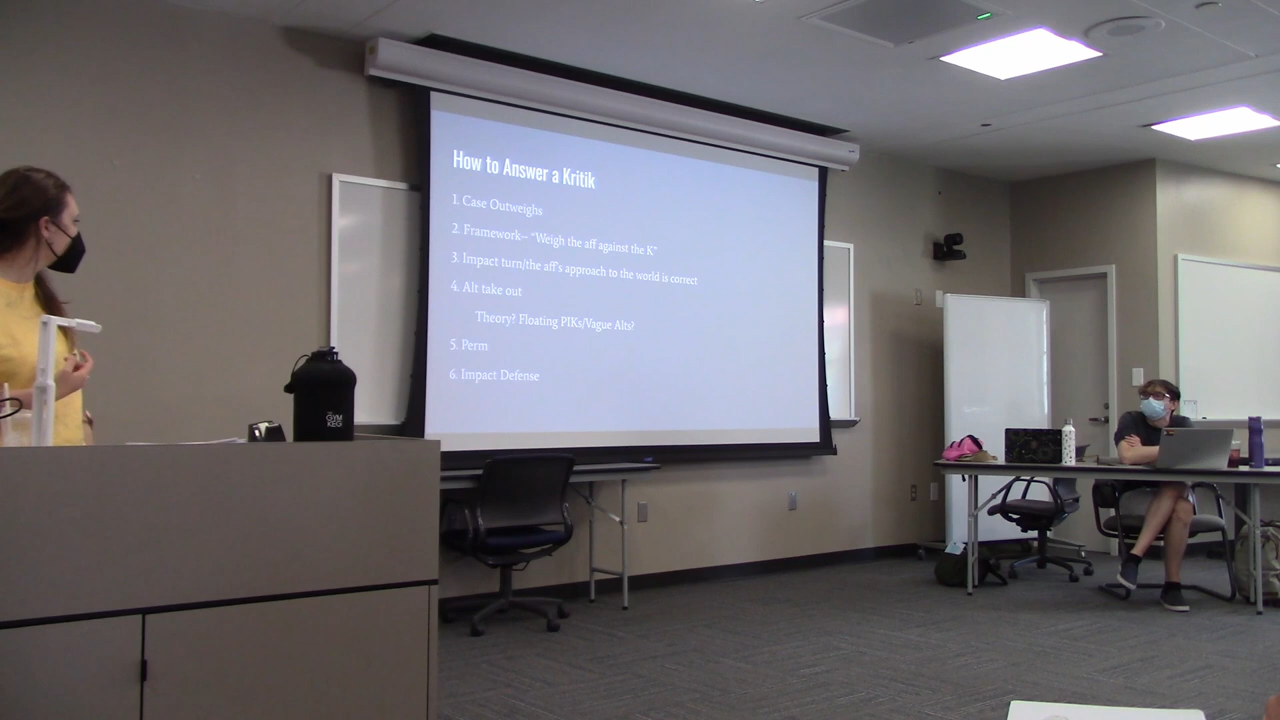 How to Answer a Kritik
1. Case Outweighs
2. Framework-- "Weigh the aff against the K"
3. Impact turn/the aff's approach to the world is correct
4. Alt take out
Theory? Floating PIKs/Vague Alts?
5. Perm
6. Impact Defense
THE
GYM
KEG